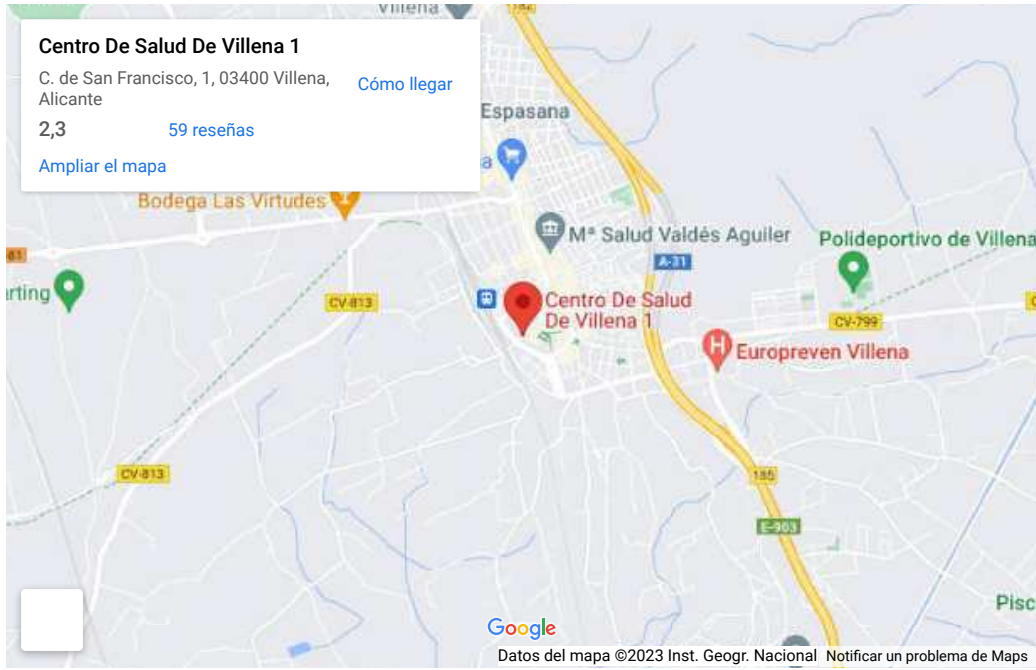 Centro De Salud De Villena 1
C. de San Francisco, 1, 03400 Villena,
Alicante
Cómo llegar
2,3
59 reseñas
Ampliar el mapa
Villena
182
Espasana
Bodega Las Virtudes
Mª Salud Valdés Aguiler
Polideportivo de Villena
A-31
CV-813
Centro De Salud
De Villena 1
CV-799
H
Europreven Villena
CV-813
185
E-903
Pisc
Google
Datos del mapa ©2023 Inst. Geogr. Nacional
Notificar un problema de Maps